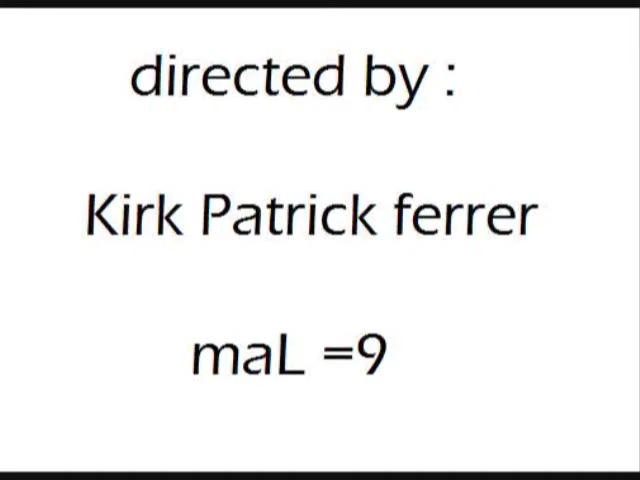 directed by :
Kirk Patrick ferrer
maL =9